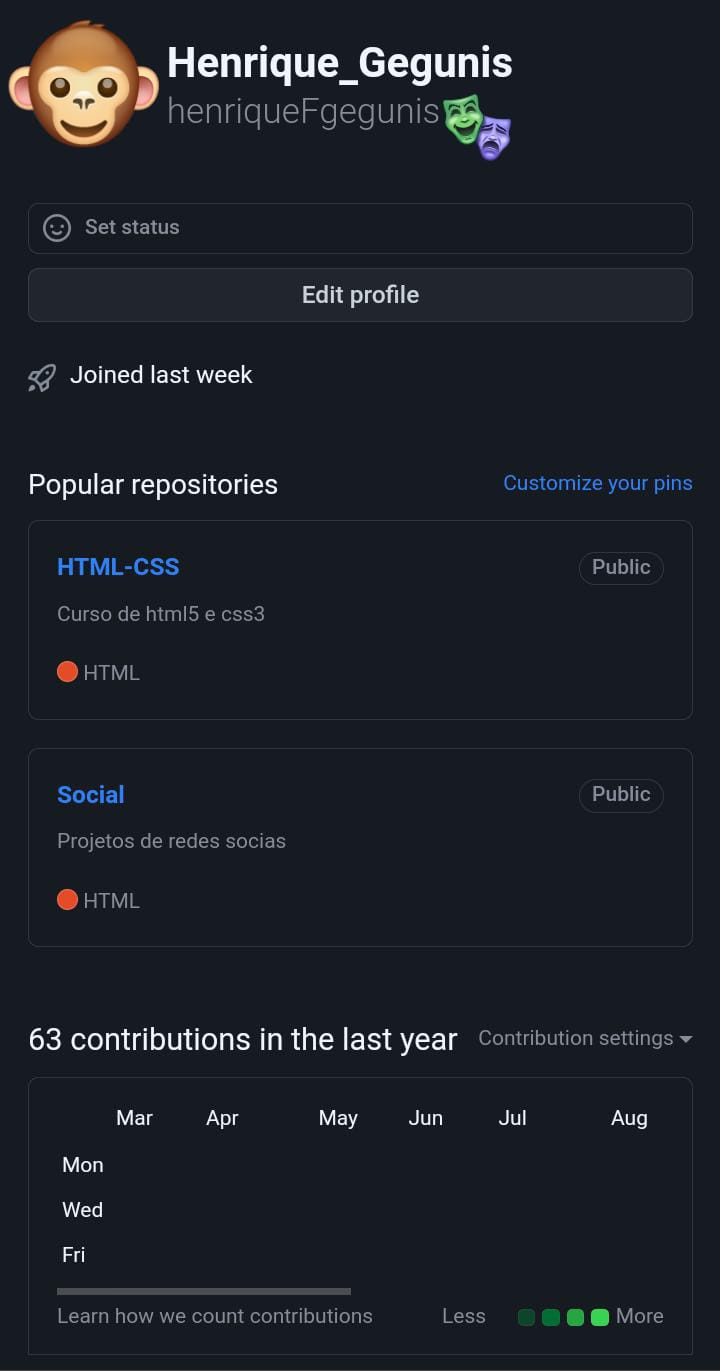 Henrique_Gegunis
henriqueFgegunis
Set status
Edit profile
Joined last week
Popular repositories
Customize your pins
HTML-CSS
Public
Curso de html5 e css3
HTML
Social
Public
Projetos de redes socias
HTML
63 contributions in the last year
Contribution settings
Mar Apr May Jun Jul Aug
Mon
Wed
Fri
Learn how we count contributions
Less More